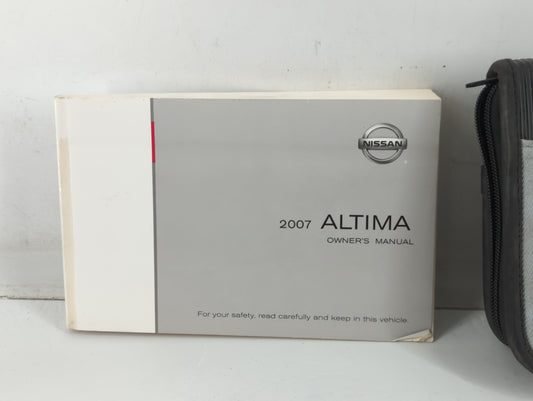 NISSAN
2007 ALTIMA
OWNER'S MANUAL
For your safety, read carefully and keep in this vehicle.